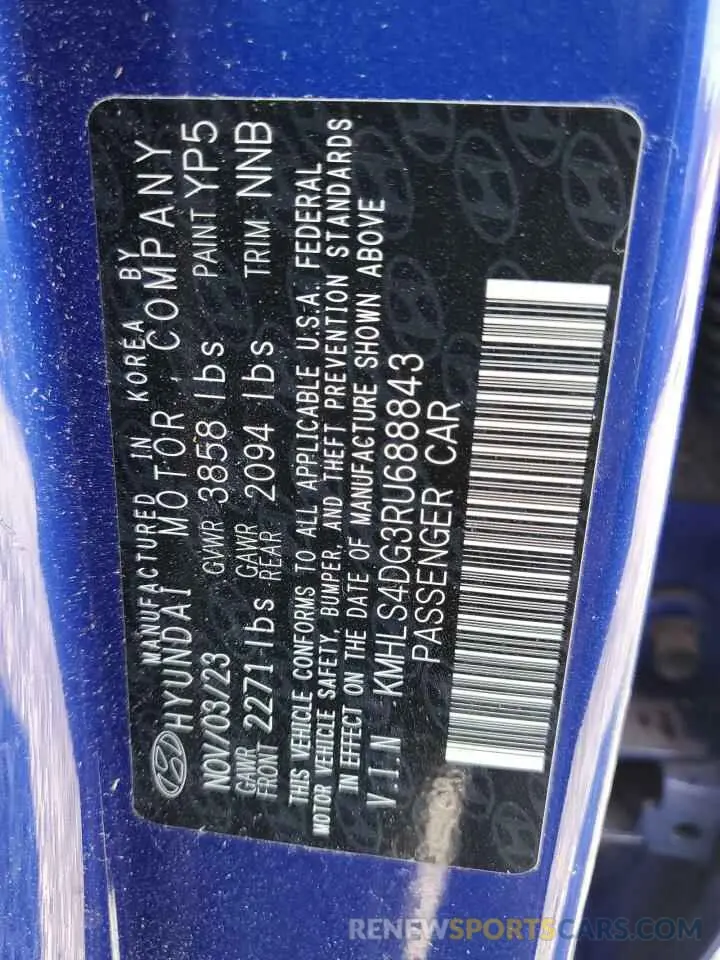 MANUFACTURED IN KOREA BY
HYUNDAI MOTOR COMPANY
NOV/03/23 GVWR 3858 lbs PAINT YP5
GAWR FRONT 2271 lbs GAWR REAR 2094 lbs TRIM NNB
THIS VEHICLE CONFORMS TO ALL APPLICABLE U.S.A. FEDERAL
MOTOR VEHICLE SAFETY, BUMPER, AND THEFT PREVENTION STANDARDS
IN EFFECT ON THE DATE OF MANUFACTURE SHOWN ABOVE
V.I.N KMHLS4DG3RU688843
PASSENGER CAR
RENEWSPORTSCARS.COM